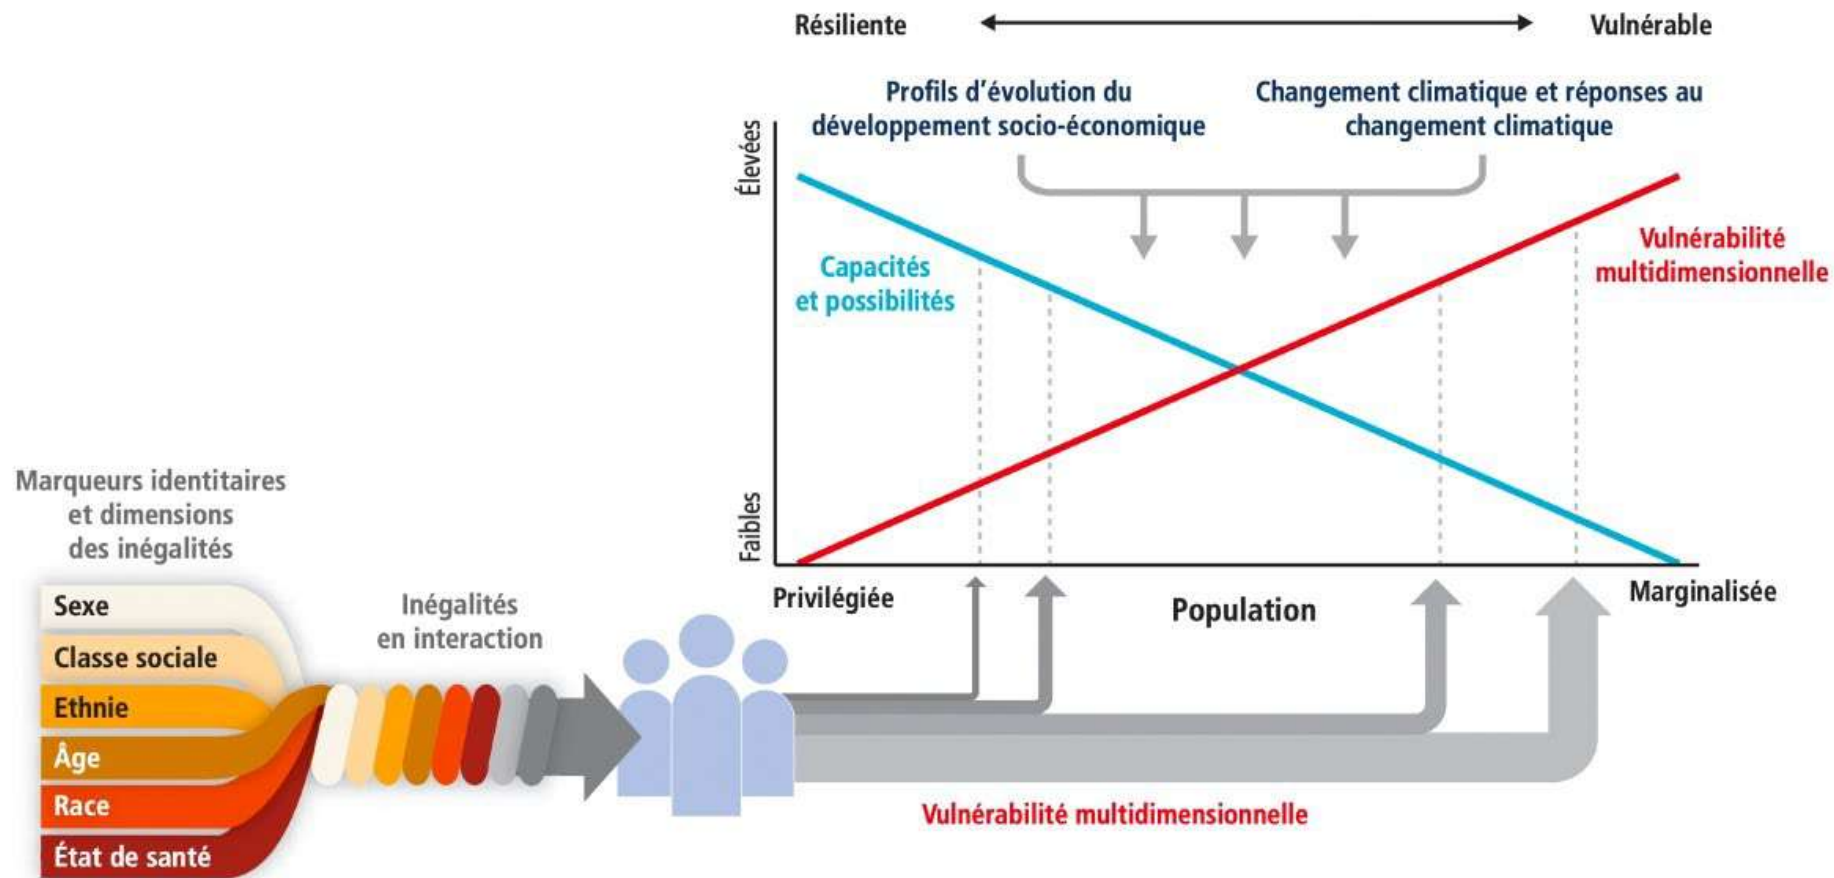 Résiliente
Vulnérable
Profils d'évolution du
développement socio-économique
Changement climatique et réponses au
changement climatique
Élevées
Faibles
Capacités
et possibilités
Vulnérabilité
multidimensionnelle
Privilégiée
Population
Marginalisée
Marqueurs identitaires
et dimensions
des inégalités
Sexe
Classe sociale
Ethnie
Âge
Race
État de santé
Inégalités
en interaction
Vulnérabilité multidimensionnelle